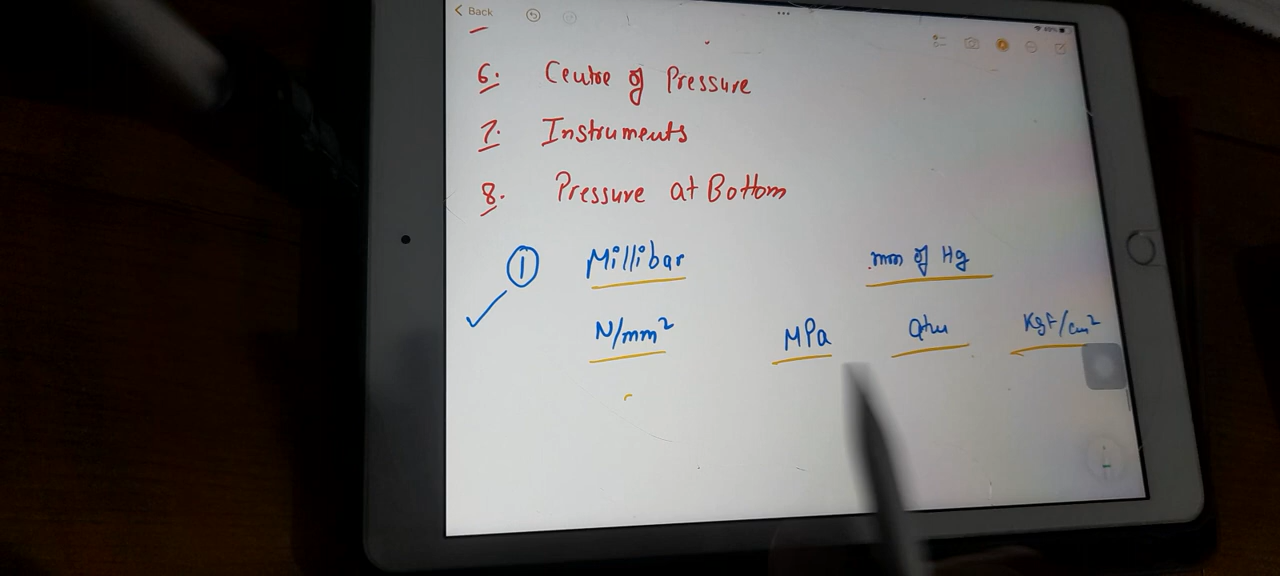 Back
40%
6. Centre of Pressure
7. Instruments
8. Pressure at Bottom
1 Millibar mm of Hg
N/mm² MPa atm Kgf/cm²